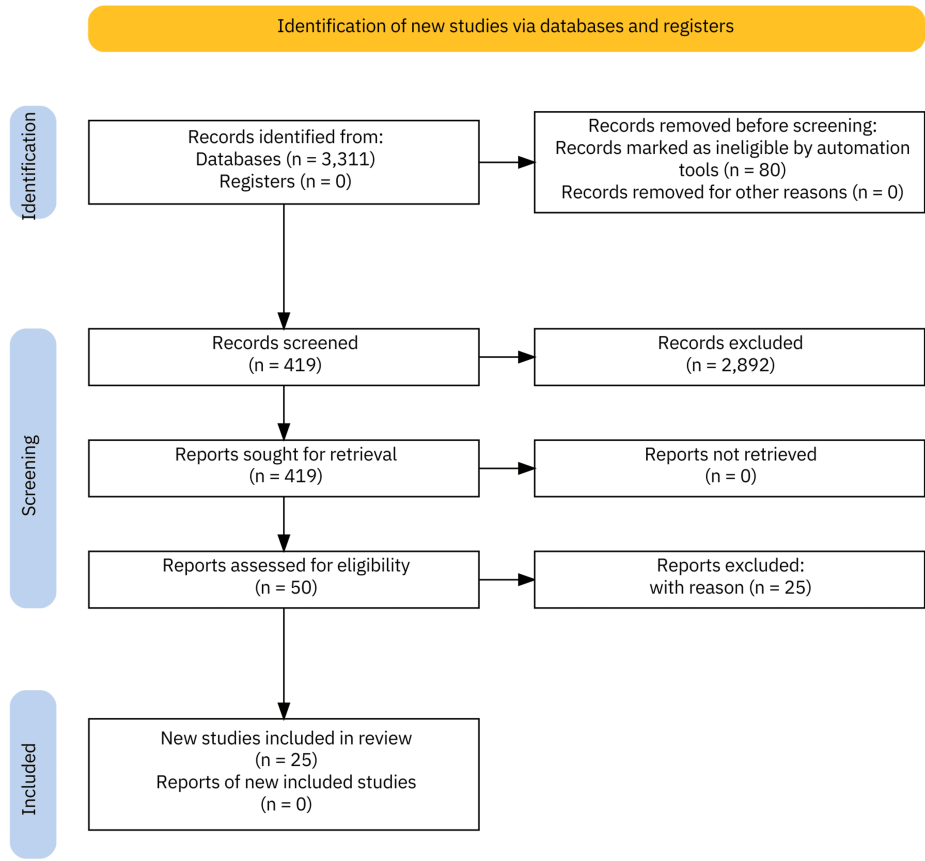 Identification of new studies via databases and registers
Identification
Records identified from:
Databases (n = 3,311)
Registers (n = 0)
Records removed before screening:
Records marked as ineligible by automation
tools (n = 80)
Records removed for other reasons (n = 0)
Screening
Records screened
(n = 419)
Records excluded
(n = 2,892)
Reports sought for retrieval
(n = 419)
Reports not retrieved
(n = 0)
Reports assessed for eligibility
(n = 50)
Reports excluded:
with reason (n = 25)
Included
New studies included in review
(n = 25)
Reports of new included studies
(n = 0)